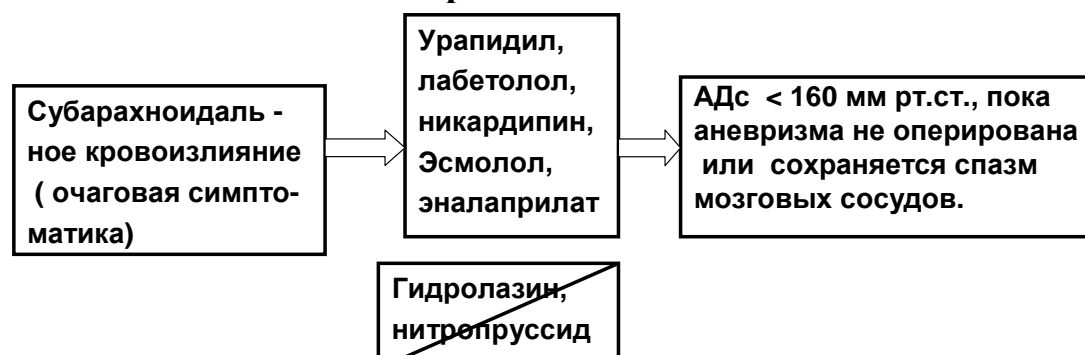 Субарахноидаль -
ное кровоизлияние
( очаговая симпто-
матика)
Урапидил,
лабетолол,
никардипин,
Эсмолол,
эналаприлат
АДс < 160 мм рт.ст., пока
аневризма не оперирована
или сохраняется спазм
мозговых сосудов.
Гидролазин,
нитропруссид